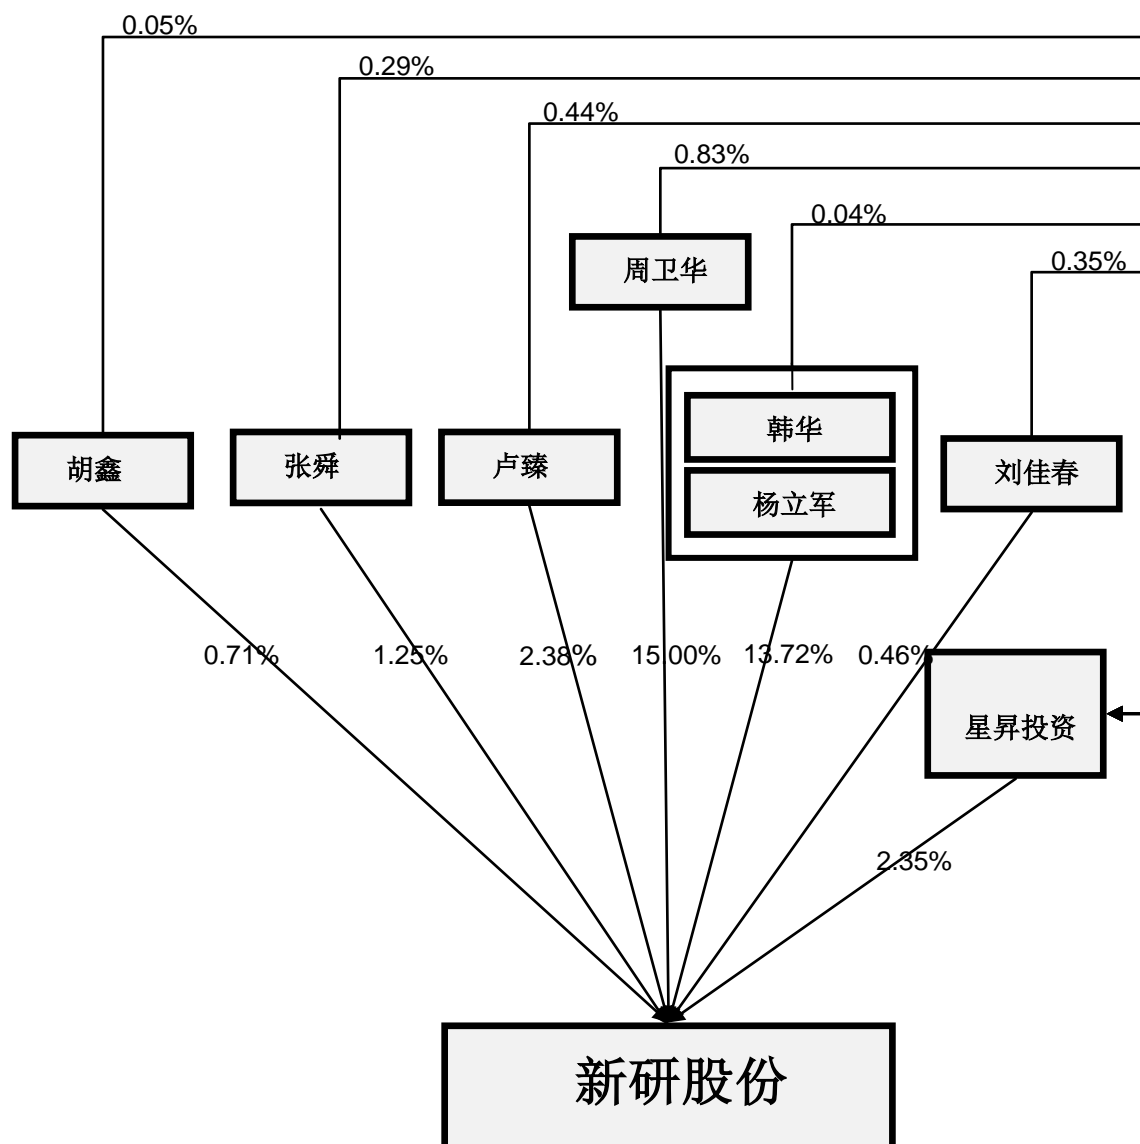 0.05%
0.29%
0.44%
0.83%
0.04%
0.35%
周卫华
韩华
胡鑫
张舜
卢臻
刘佳春
杨立军
0.71%
1.25%
2.38%
15.00%
13.72%
0.46%
星昇投资
2.35%
新研股份